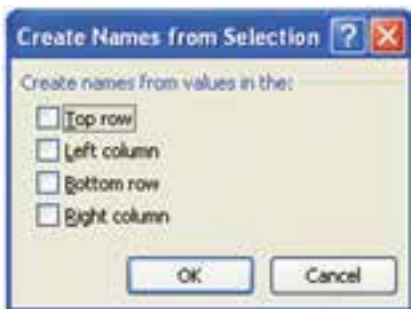 Create Names from Selection
Create names from values in the:
Top row
Left column
Bottom row
Right column
OK Cancel